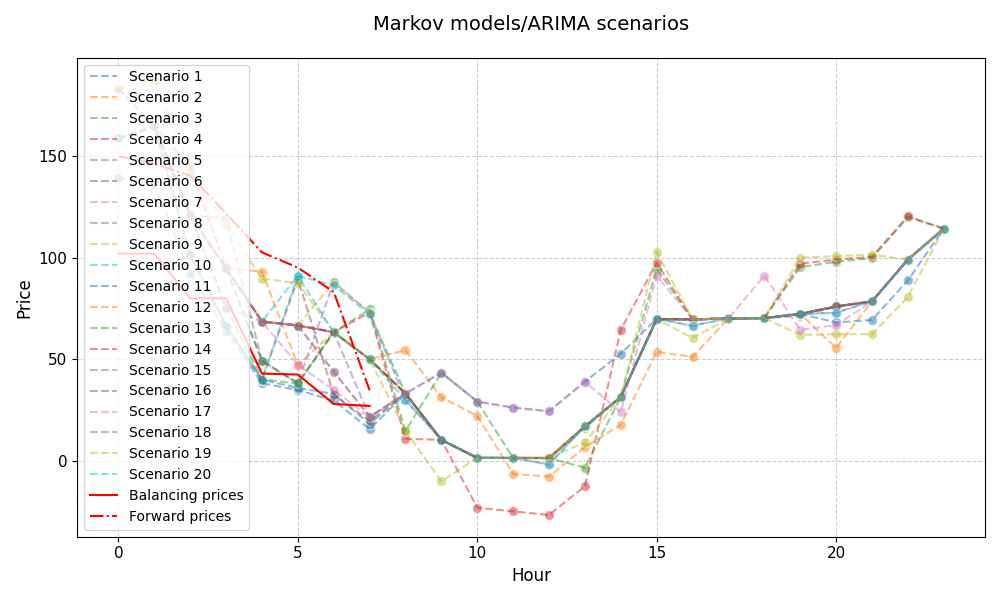 Markov models/ARIMA scenarios
Scenario 1
Scenario 2
Scenario 3
Scenario 4
Scenario 5
Scenario 6
Scenario 7
Scenario 8
Scenario 9
Scenario 10
Scenario 11
Scenario 12
Scenario 13
Scenario 14
Scenario 15
Scenario 16
Scenario 17
Scenario 18
Scenario 19
Scenario 20
Balancing prices
Forward prices
Price
150
100
50
0
0 5 10 15 20
Hour